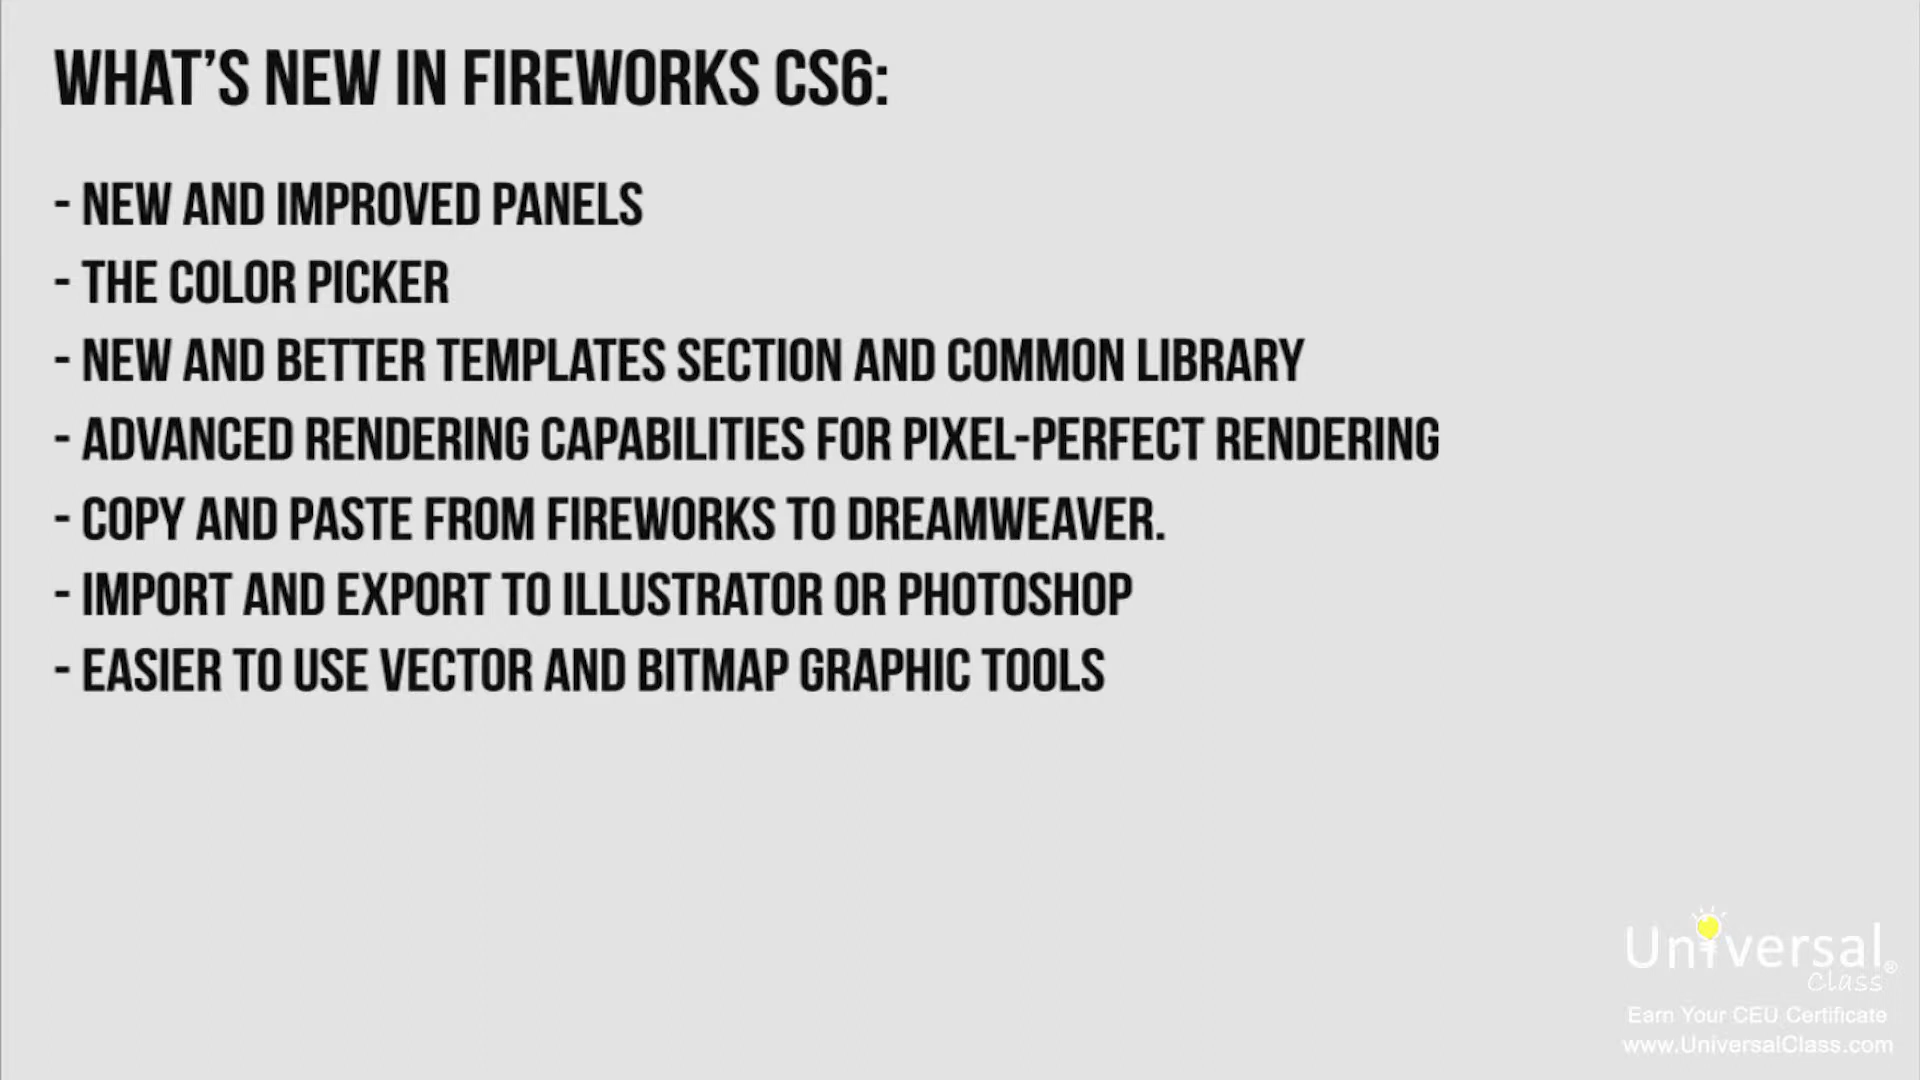 WHAT'S NEW IN FIREWORKS CS6:
- NEW AND IMPROVED PANELS
- THE COLOR PICKER
- NEW AND BETTER TEMPLATES SECTION AND COMMON LIBRARY
- ADVANCED RENDERING CAPABILITIES FOR PIXEL-PERFECT RENDERING
- COPY AND PASTE FROM FIREWORKS TO DREAMWEAVER.
- IMPORT AND EXPORT TO ILLUSTRATOR OR PHOTOSHOP
- EASIER TO USE VECTOR AND BITMAP GRAPHIC TOOLS
Universal®
Class
Earn Your CEU Certificate
www.UniversalClass.com